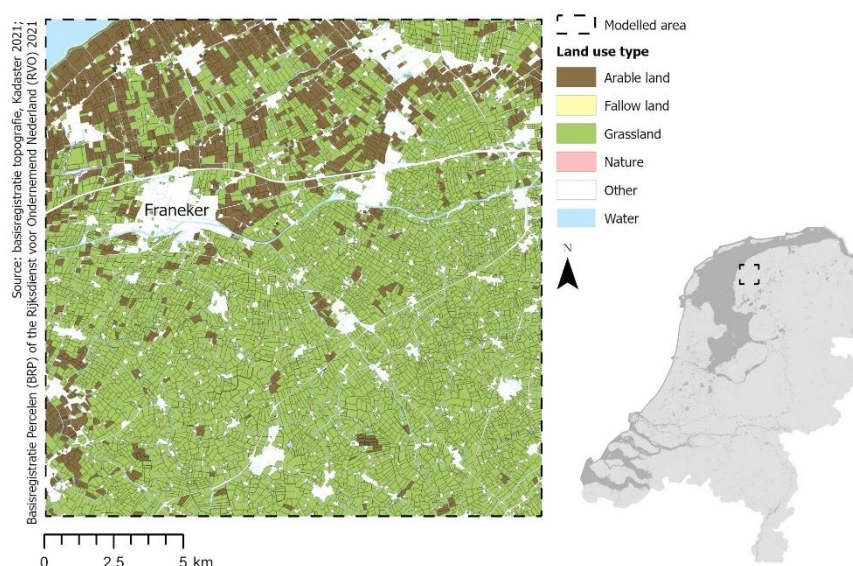 Source: basisregistratie topografie, Kadaster 2021;
Basisregistratie Percelen (BRP) of the Rijksdienst voor Ondernemend Nederland (RVO) 2021
Franeker
Modelled area
Land use type
Arable land
Fallow land
Grassland
Nature
Other
Water
N
0 2.5 5 km